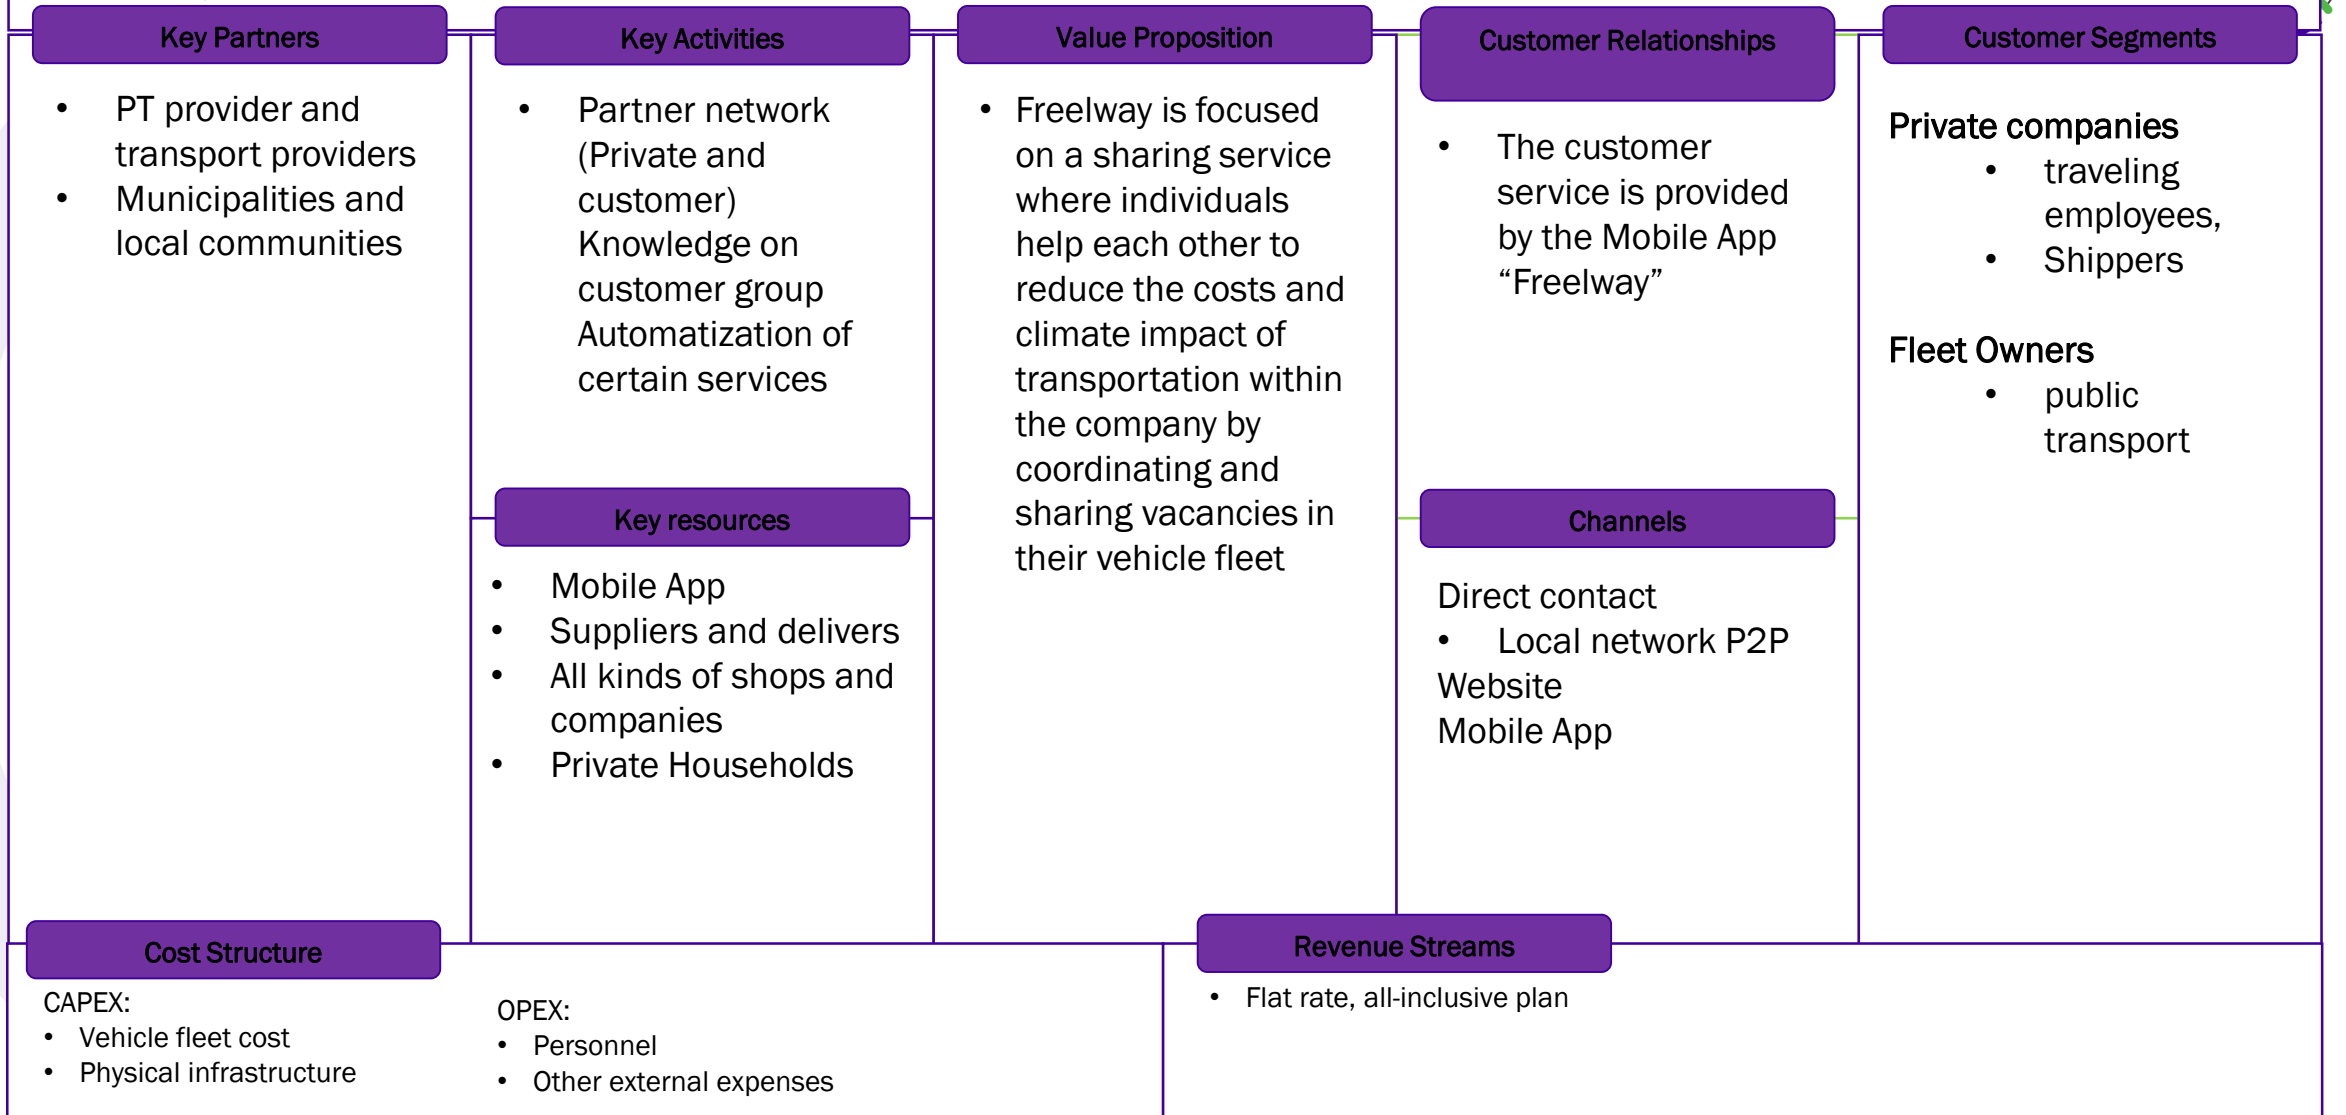 Key Partners
• PT provider and
transport providers
• Municipalities and
local communities
Key Activities
• Partner network
(Private and
customer)
Knowledge on
customer group
Automatization of
certain services
Key resources
• Mobile App
• Suppliers and delivers
• All kinds of shops and
companies
• Private Households
Value Proposition
• Freelway is focused
on a sharing service
where individuals
help each other to
reduce the costs and
climate impact of
transportation within
the company by
coordinating and
sharing vacancies in
their vehicle fleet
Customer Relationships
• The customer
service is provided
by the Mobile App
“Freelway”
Channels
Direct contact
• Local network P2P
Website
Mobile App
Customer Segments
Private companies
• traveling
employees,
• Shippers
Fleet Owners
• public
transport
Cost Structure
CAPEX:
• Vehicle fleet cost
• Physical infrastructure
OPEX:
• Personnel
• Other external expenses
Revenue Streams
• Flat rate, all-inclusive plan